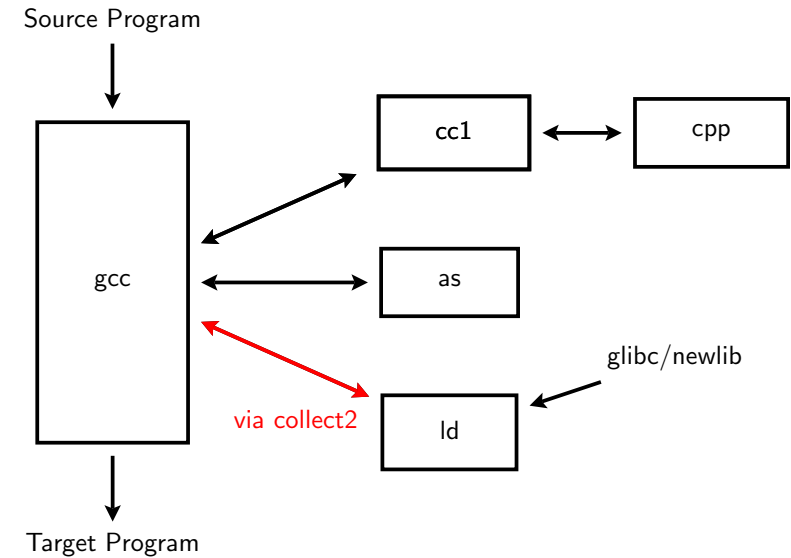 Source Program
cc1
cpp
gcc
as
glibc/newlib
via collect2
ld
Target Program